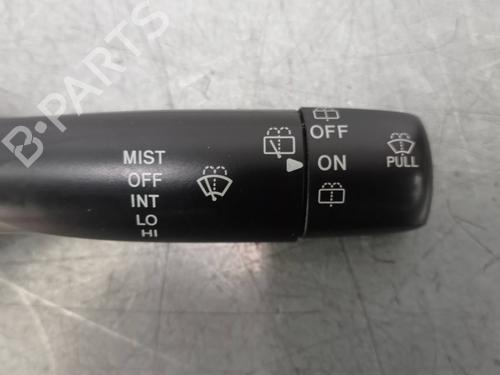 B-PARTS
MIST
OFF
INT
LO
HI
OFF
ON
PULL